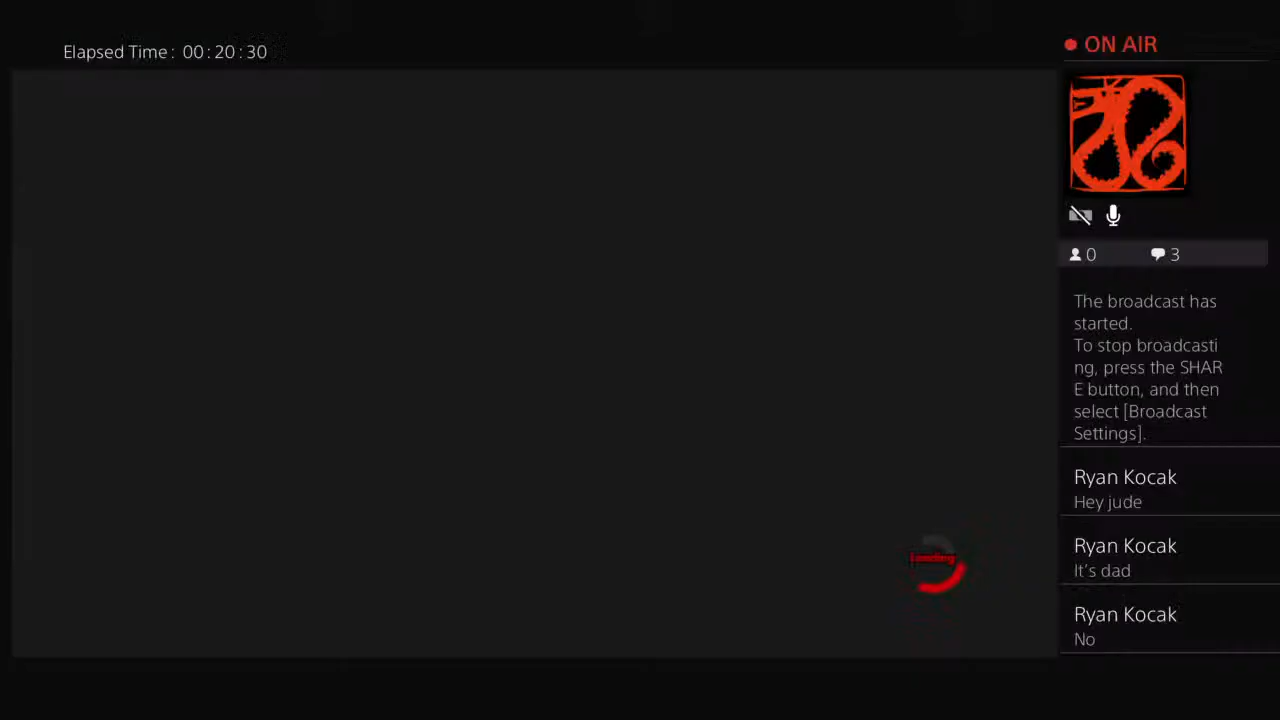 Elapsed Time: 00:20:30
ON AIR
0 3
The broadcast has
started.
To stop broadcasti
ng, press the SHAR
E button, and then
select [Broadcast
Settings].
Ryan Kocak
Hey jude
Ryan Kocak
It's dad
Ryan Kocak
No
Loading